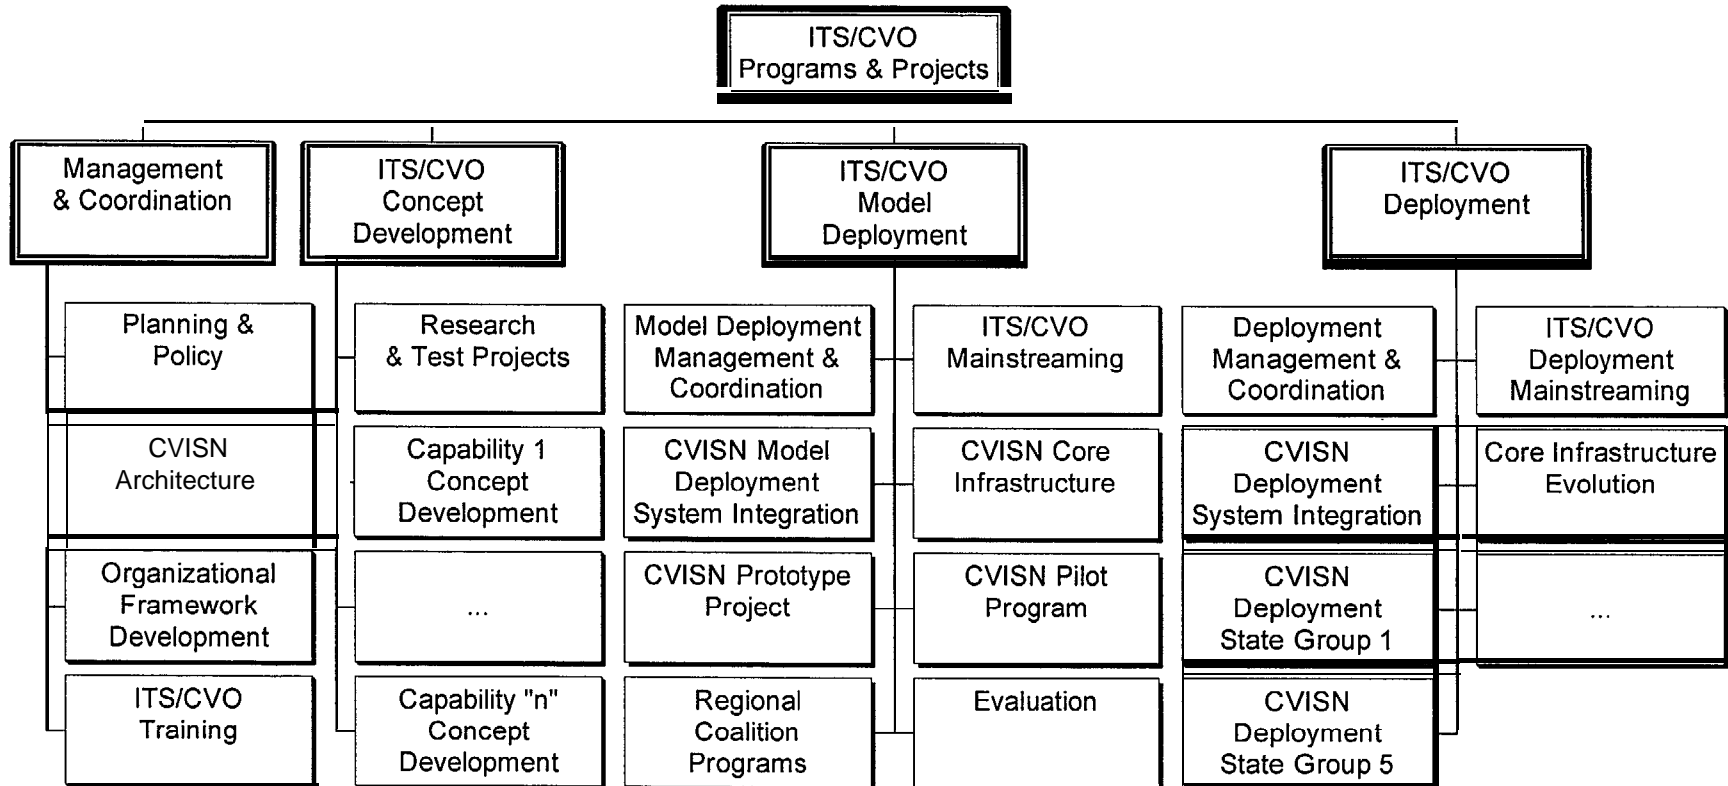 ITS/CVO
Programs & Projects
Management
& Coordination
ITS/CVO
Concept
Development
ITS/CVO
Model
Deployment
ITS/CVO
Deployment
Planning &
Policy
CVISN
Architecture
Organizational
Framework
Development
ITS/CVO
Training
Research
& Test Projects
Capability 1
Concept
Development
...
Capability "n"
Concept
Development
Model Deployment
Management &
Coordination
ITS/CVO
Mainstreaming
CVISN Model
Deployment
System Integration
CVISN Core
Infrastructure
CVISN Prototype
Project
CVISN Pilot
Program
Regional
Coalition
Programs
Evaluation
Deployment
Management &
Coordination
ITS/CVO
Deployment
Mainstreaming
CVISN
Deployment
System Integration
Core Infrastructure
Evolution
CVISN
Deployment
State Group 1
...
CVISN
Deployment
State Group 5